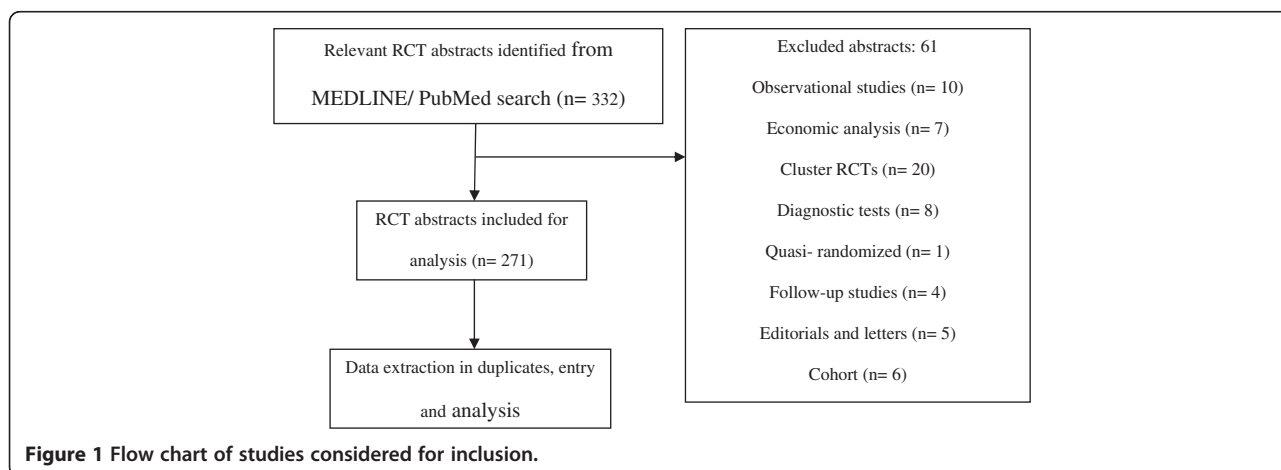 Relevant RCT abstracts identified from
MEDLINE/ PubMed search (n= 332)
RCT abstracts included for
analysis (n= 271)
Data extraction in duplicates, entry
and analysis
Excluded abstracts: 61
Observational studies (n= 10)
Economic analysis (n= 7)
Cluster RCTs (n= 20)
Diagnostic tests (n= 8)
Quasi- randomized (n= 1)
Follow-up studies (n= 4)
Editorials and letters (n= 5)
Cohort (n= 6)
Figure 1 Flow chart of studies considered for inclusion.